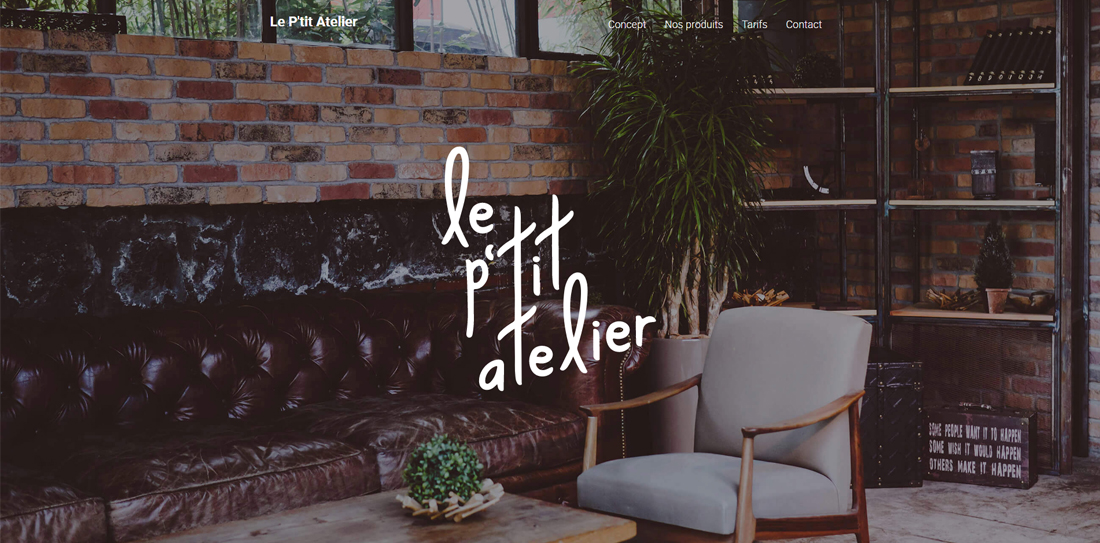 Le P'tit Atelier
Concept Nos produits Tarifs Contact
le
p'tit
atelier
SOME PEOPLE WANT IT TO HAPPEN
SOME WISH IT WOULD HAPPEN
OTHERS MAKE IT HAPPEN